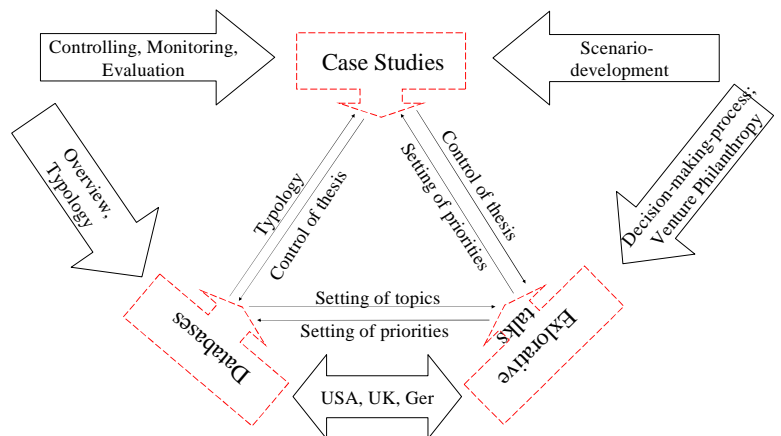 Controlling, Monitoring,
Evaluation
Case Studies
Scenario-
development
Overview,
Typology
Decision-making-process;
Venture Philanthropy
Typology
Control of thesis
Control of thesis
Setting of priorities
Setting of topics
Setting of priorities
Databases
Exlorative
talks
USA, UK, Ger